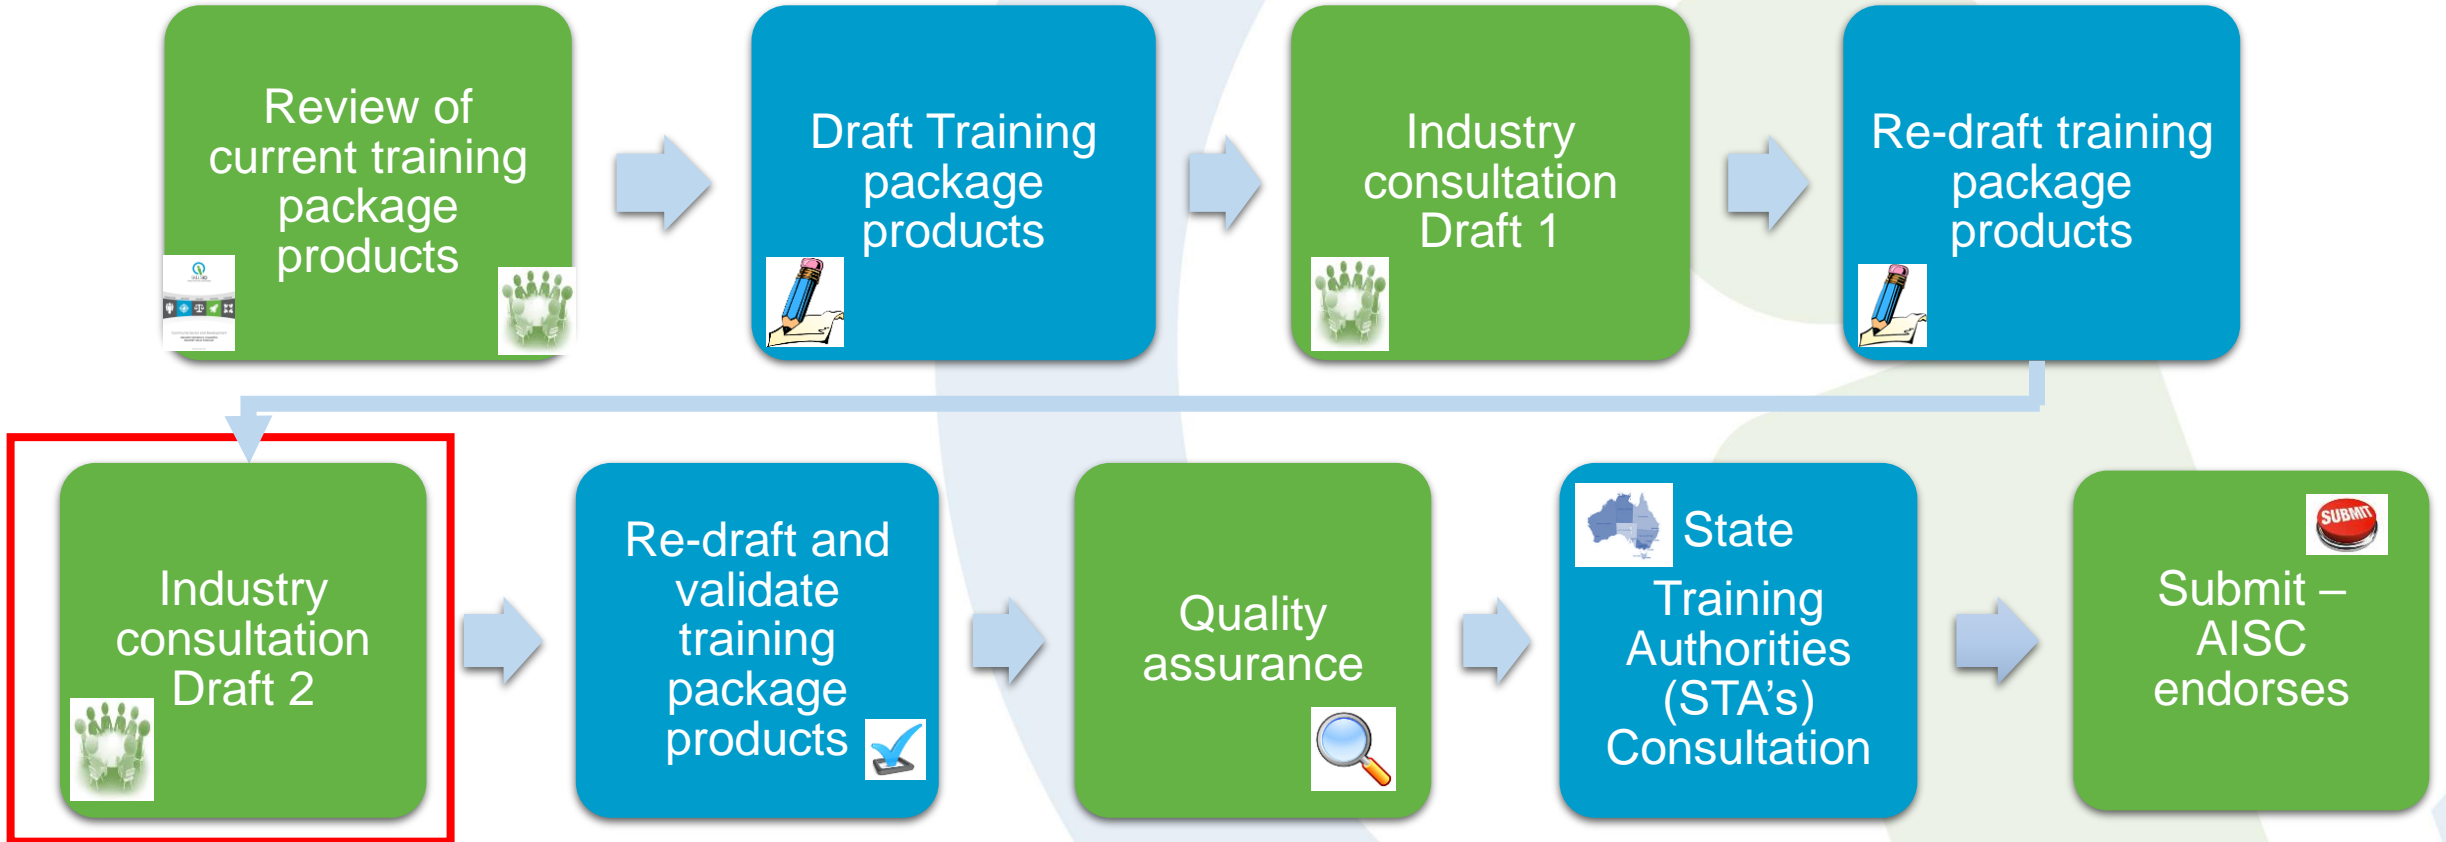 Review of
current training
package
products
Draft Training
package
products
Industry
consultation
Draft 1
Re-draft training
package
products
Industry
consultation
Draft 2
Re-draft and
validate
training
package
products
Quality
assurance
State
Training
Authorities
(STA’s)
Consultation
SUBMIT
Submit –
AISC
endorses